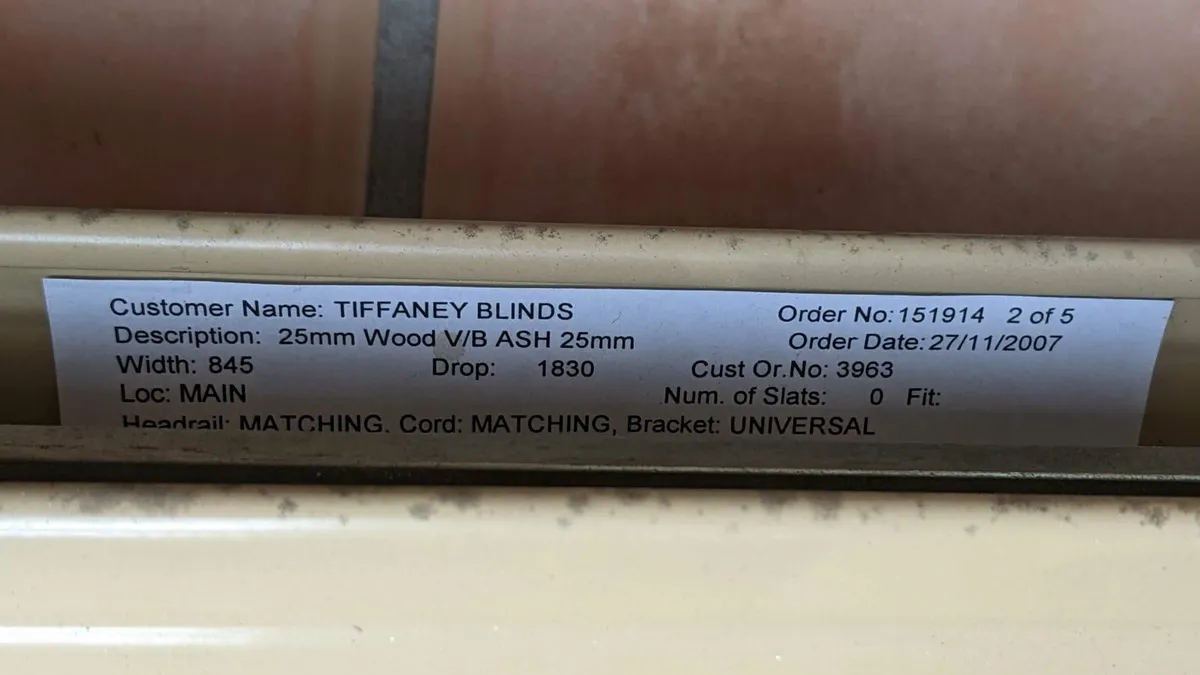 Customer Name: TIFFANEY BLINDS Order No: 151914 2 of 5
Description: 25mm Wood V/B ASH 25mm Order Date: 27/11/2007
Width: 845 Drop: 1830 Cust Or.No: 3963
Loc: MAIN Num. of Slats: 0 Fit:
Headrail: MATCHING. Cord: MATCHING, Bracket: UNIVERSAL